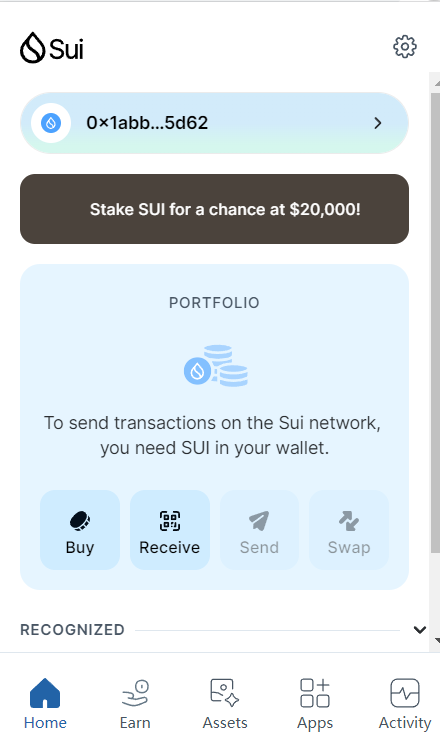 Sui
0×1abb...5d62
Stake SUI for a chance at $20,000!
PORTFOLIO
To send transactions on the Sui network,
you need SUI in your wallet.
Buy
Receive
Send
Swap
RECOGNIZED
Home
Earn
Assets
Apps
Activity